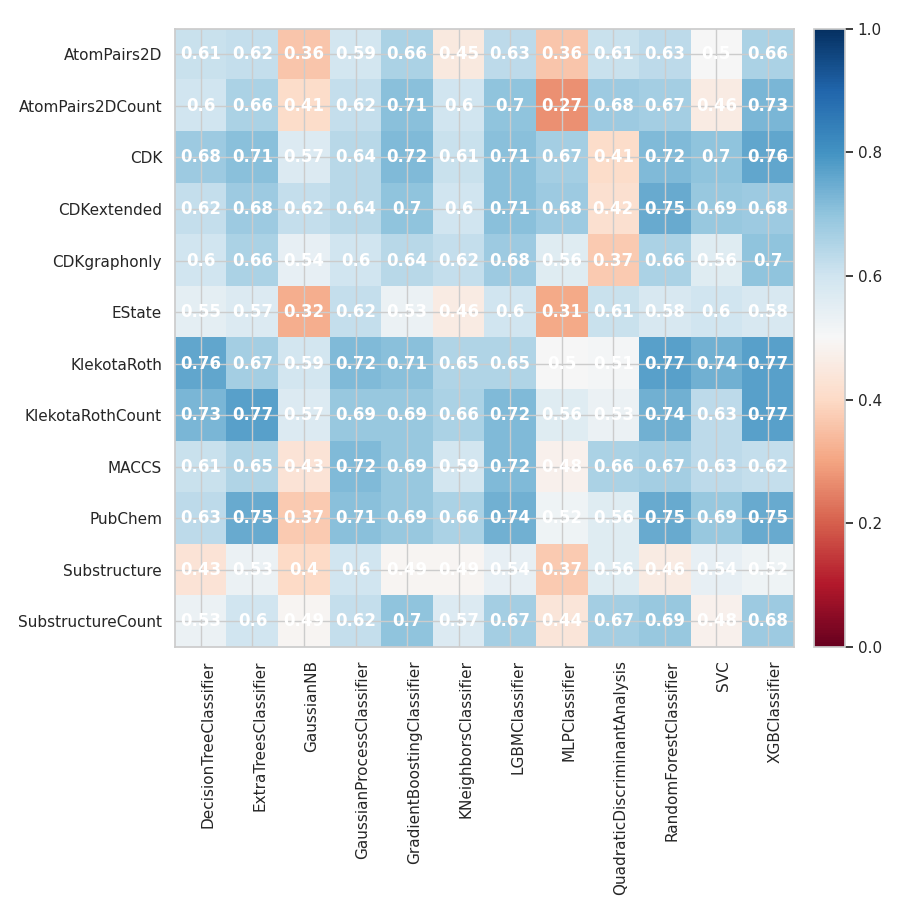 AtomPairs2D 0.61 0.62 0.36 0.59 0.66 0.45 0.63 0.36 0.61 0.63 0.5 0.66
AtomPairs2DCount 0.6 0.66 0.41 0.62 0.71 0.6 0.7 0.27 0.68 0.67 0.46 0.73
CDK 0.68 0.71 0.57 0.64 0.72 0.61 0.71 0.67 0.41 0.72 0.7 0.76
CDKextended 0.62 0.68 0.62 0.64 0.7 0.6 0.71 0.68 0.42 0.75 0.69 0.68
CDKgraphonly 0.6 0.66 0.54 0.6 0.64 0.62 0.68 0.56 0.37 0.66 0.56 0.7
EState 0.55 0.57 0.32 0.62 0.53 0.46 0.6 0.31 0.61 0.58 0.6 0.58
KlekotaRoth 0.76 0.67 0.59 0.72 0.71 0.65 0.65 0.5 0.51 0.77 0.74 0.77
KlekotaRothCount 0.73 0.77 0.57 0.69 0.69 0.66 0.72 0.56 0.53 0.74 0.63 0.77
MACCS 0.61 0.65 0.43 0.72 0.69 0.59 0.72 0.48 0.66 0.67 0.63 0.62
PubChem 0.63 0.75 0.37 0.71 0.69 0.66 0.74 0.52 0.56 0.75 0.69 0.75
Substructure 0.43 0.53 0.4 0.6 0.49 0.49 0.54 0.37 0.56 0.46 0.54 0.52
SubstructureCount 0.53 0.6 0.49 0.62 0.7 0.57 0.67 0.44 0.67 0.69 0.48 0.68
DecisionTreeClassifier
ExtraTreesClassifier
GaussianNB
GaussianProcessClassifier
GradientBoostingClassifier
KNeighborsClassifier
LGBMClassifier
MLPClassifier
QuadraticDiscriminantAnalysis
RandomForestClassifier
SVC
XGBClassifier
1.0
0.8
0.6
0.4
0.2
0.0